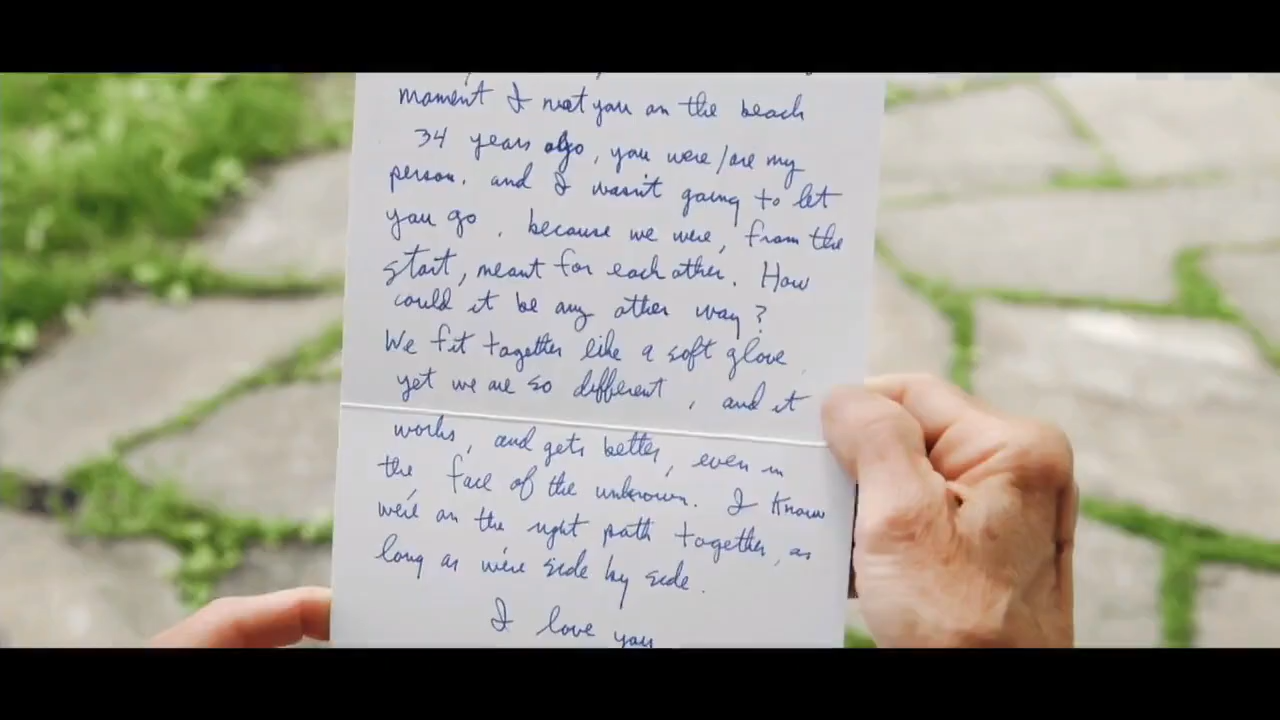 moment I met you on the beach
34 years ago, you were/are my
person. and I wasn't going to let
you go, because we were, from the
start, meant for each other. How
could it be any other way?
We fit together like a soft glove
yet we are so different, and it
works, and gets better, even in
the face of the unknown. I know
we're on the right path together, as
long as we're side by side.
I love you